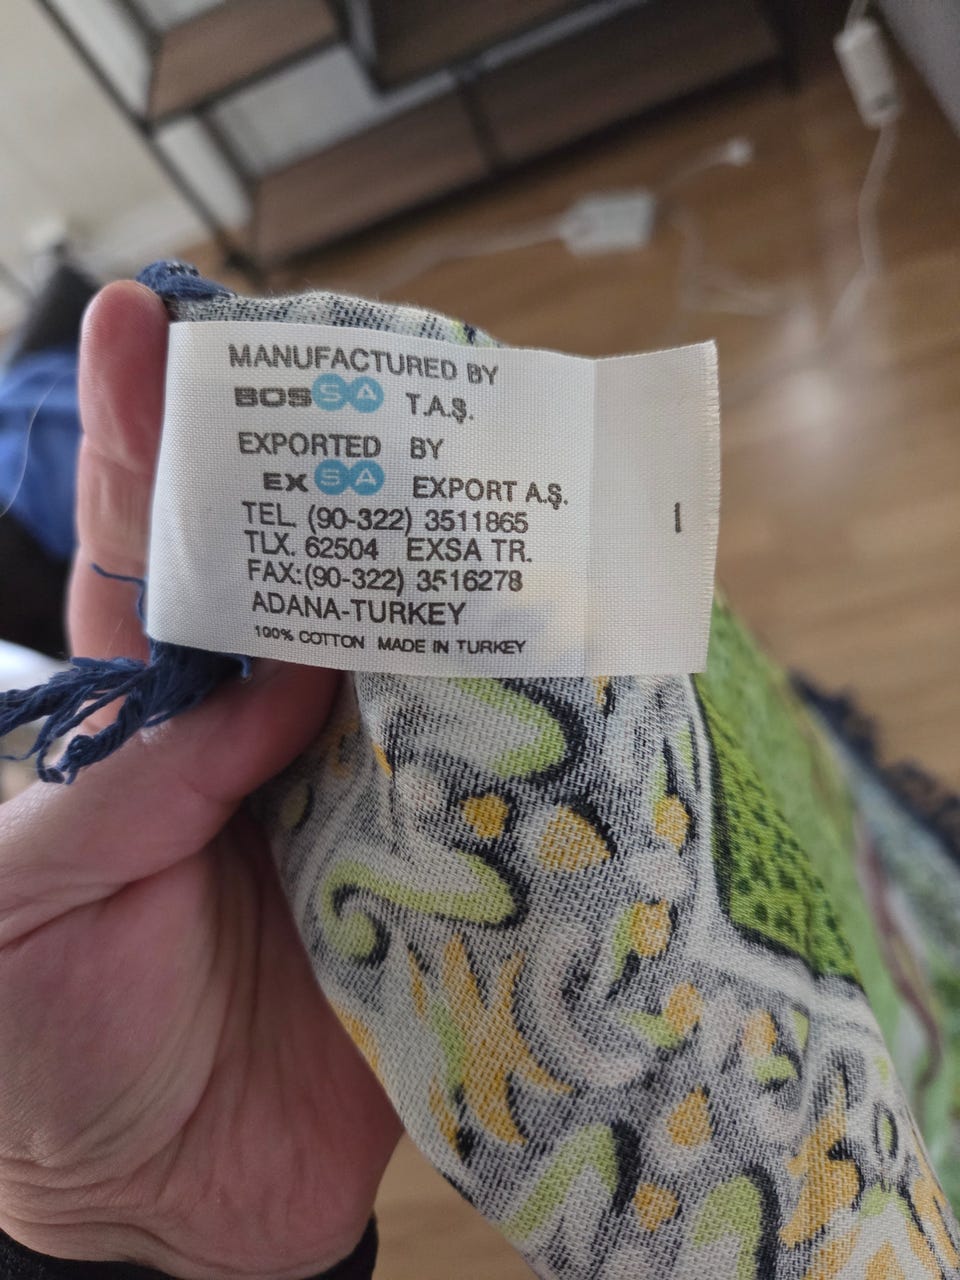 MANUFACTURED BY
BOSSA T.A.Ş.
EXPORTED BY
EXSA EXPORT A.Ş.
TEL. (90-322) 3511865
TLX. 62504 EXSA TR.
FAX:(90-322) 3516278
ADANA-TURKEY
100% COTTON MADE IN TURKEY
I